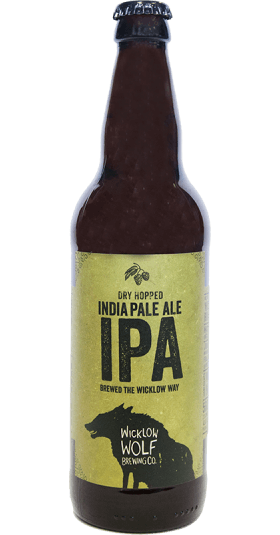 DRY HOPPED
INDIA PALE ALE
IPA
BREWED THE WICKLOW WAY
WICKLOW
WOLF
BREWING CO.